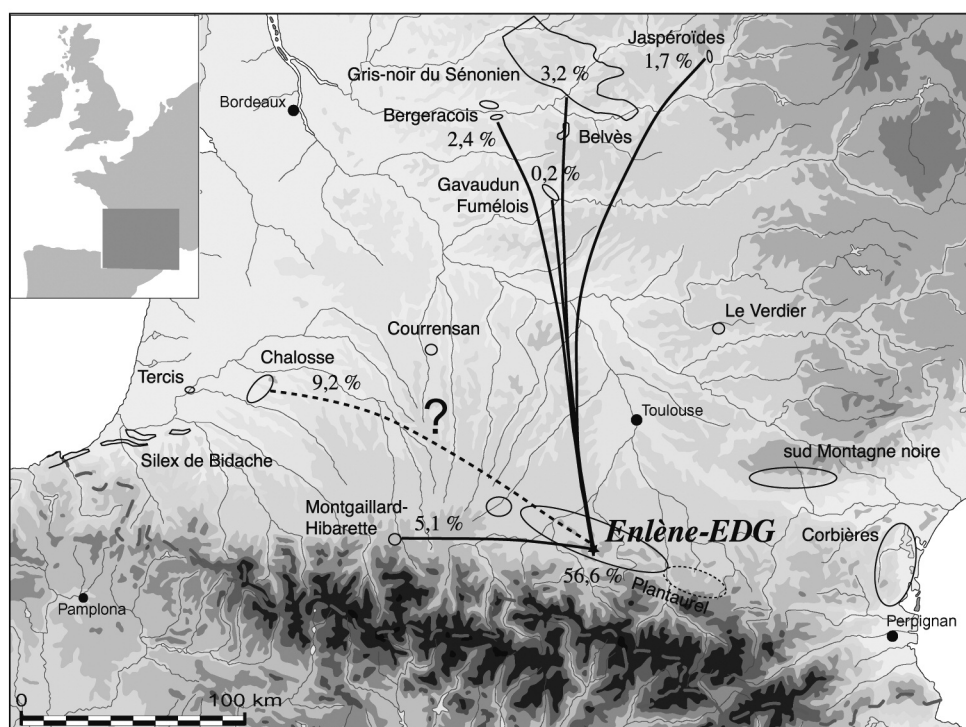 Jaspéroïdes
1,7 %
Gris-noir du Sénonien
3,2 %
Bordeaux
Bergeracois
2,4 %
Belvès
0,2 %
Gavaudun
Fumélois
Le Verdier
Courrensan
Chalosse
9,2 %
Tercis
?
Toulouse
Silex de Bidache
sud Montagne noire
Montgaillard-
Hibarette
5,1 %
Enlène-EDG
Corbières
56,6 %
Plantaurel
Pamplona
Perpignan
0
100 km